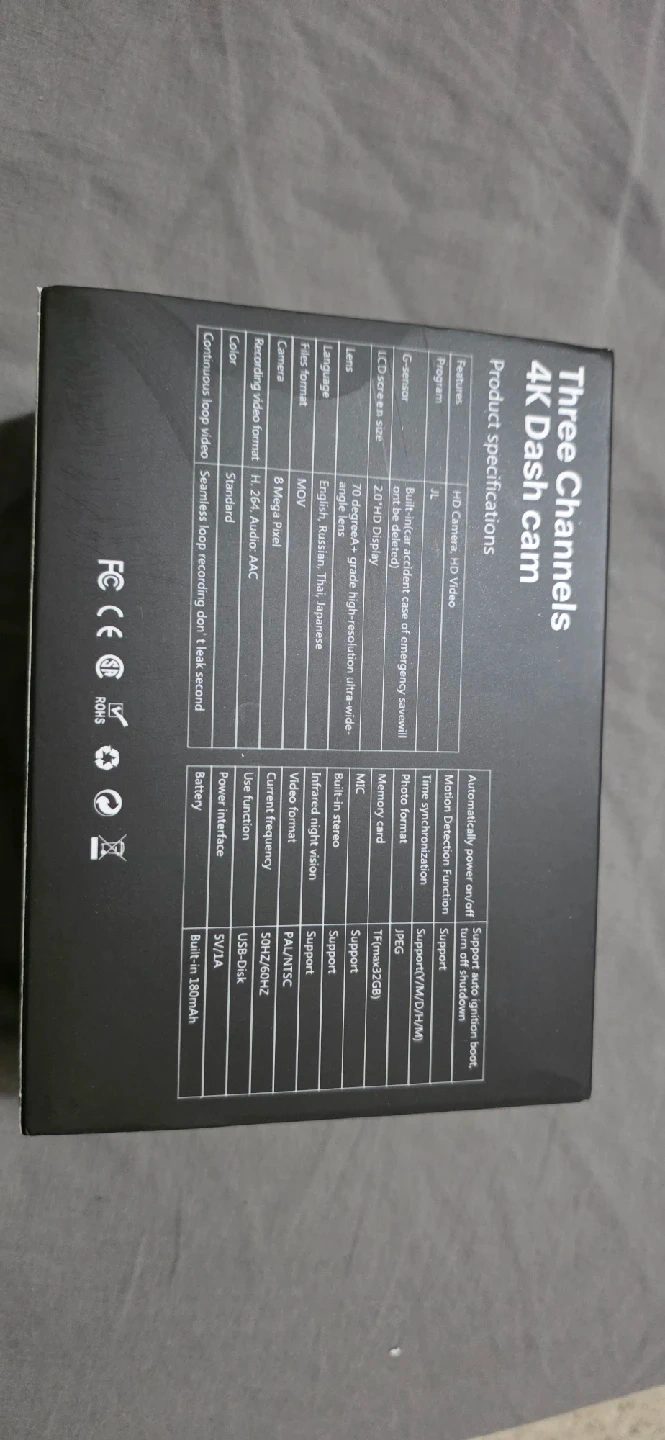 Three Channels
4K Dash cam
Product specifications
Features HD Camera, HD Video
Program JL
G-sensor Built-in(car accident case of emergency savewill
ont be deleted)
LCD screen size 2.0"HD Display
Lens 70 degreeA+ grade high-resolution ultra-wide-
angle lens
Language English, Russian, Thai, Japanese
Files format MOV
Camera 8 Mega Pixel
Recording video format H. 264, Audio: AAC
Color Standard
Continuous loop video Seamless loop recording don't leak second
Automatically power on/off Support auto ignition boot,
turn off shutdown
Motion Detection Function Support
Time synchronization Support(Y/M/D/H/M)
Photo format JPEG
Memory card TF(max32GB)
MIC Support
Built-in stereo Support
Infrared night vision Support
Video format PAL/NTSC
Current frequency 50HZ/60HZ
Use function USB-Disk
Power interface 5V/1A
Battery Built-in 180mAh
FC CE
ROHS